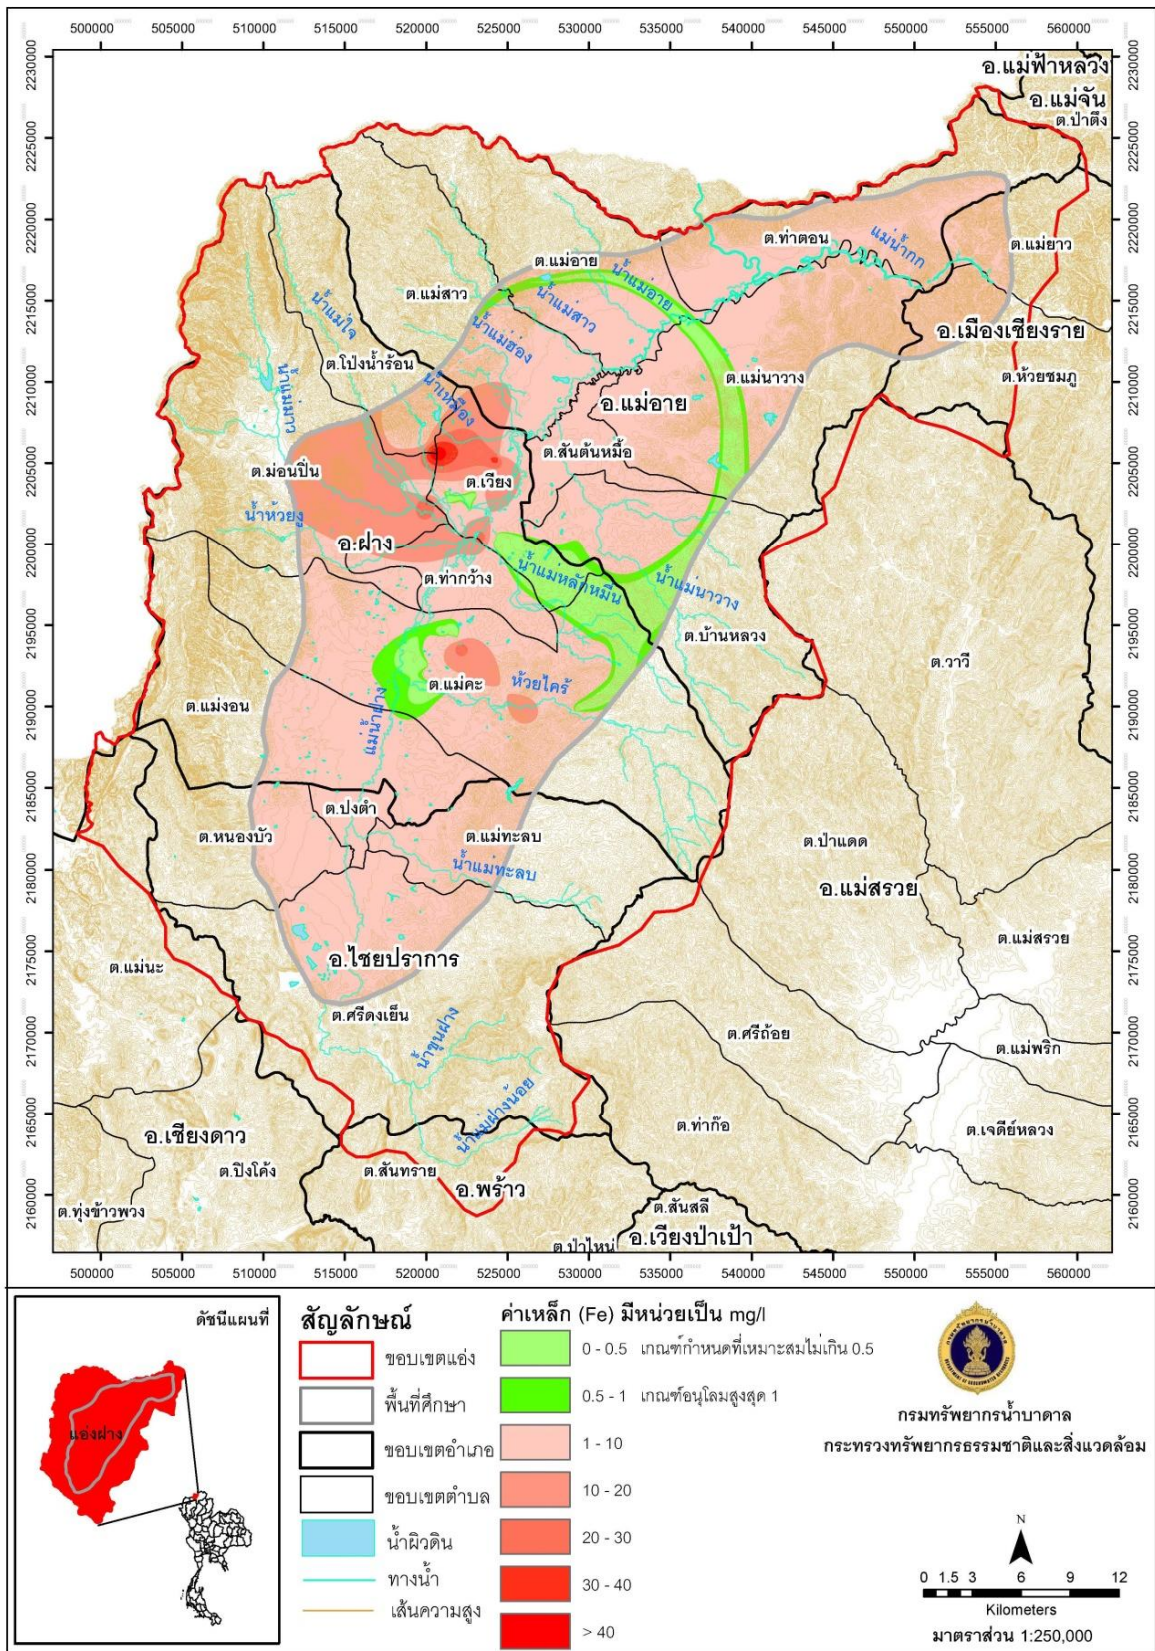 500000 505000 510000 515000 520000 525000 530000 535000 540000 545000 550000 555000 560000
2230000
2225000
2220000
2215000
2210000
2205000
2200000
2195000
2190000
2185000
2180000
2175000
2170000
2165000
2160000
2230000
2225000
2220000
2215000
2210000
2205000
2200000
2195000
2190000
2185000
2180000
2175000
2170000
2165000
2160000
อ.แม่ฟ้าหลวง
อ.แม่จัน
ต.ป่าตึง
ต.ท่าตอน
แม่น้ำกก
ต.แม่ยาว
ต.แม่อาย
น้ำแม่อาย
ต.แม่สาว
น้ำแม่สาว
น้ำแม่ใจ
น้ำแม่ฮ่อง
อ.เมืองเชียงราย
ต.โป่งน้ำร้อน
ต.ห้วยชมภู
ต.แม่นาวาง
น้ำแม่มาว
น้ำเหมือง
อ.แม่อาย
ต.สันต้นหมื้อ
ต.ม่อนปิ่น
ต.เวียง
น้ำห้วยงู
อ.ฝาง
ต.ท่ากว้าง
น้ำแม่หลักหมื่น
น้ำแม่นาวาง
ต.บ้านหลวง
ต.วาวี
ต.แม่คะ
ห้วยไคร้
ต.แม่งอน
แม่น้ำฝาง
ต.ปงตำ
ต.หนองบัว
ต.แม่ทะลบ
ต.ป่าแดด
น้ำแม่ทะลบ
อ.แม่สรวย
ต.แม่สรวย
อ.ไชยปราการ
ต.แม่นะ
ต.ศรีดงเย็น
น้ำขุนฝาง
ต.ศรีถ้อย
ต.แม่พริก
น้ำแม่ฝางน้อย
ต.ท่าก๊อ
อ.เชียงดาว
ต.เจดีย์หลวง
ต.ปิงโค้ง
ต.สันทราย
อ.พร้าว
ต.ทุ่งข้าวพวง
ต.สันสลี
อ.เวียงป่าเป้า
ต.ป่าไหน่
500000 505000 510000 515000 520000 525000 530000 535000 540000 545000 550000 555000 560000
ดัชนีแผนที่
แอ่งฝาง
สัญลักษณ์
ขอบเขตแอ่ง
พื้นที่ศึกษา
ขอบเขตอำเภอ
ขอบเขตตำบล
น้ำผิวดิน
ทางน้ำ
เส้นความสูง
ค่าเหล็ก (Fe) มีหน่วยเป็น mg/l
0 - 0.5 เกณฑ์กำหนดที่เหมาะสมไม่เกิน 0.5
0.5 - 1 เกณฑ์อนุโลมสูงสุด 1
1 - 10
10 - 20
20 - 30
30 - 40
> 40
กรมทรัพยากรน้ำบาดาล
กระทรวงทรัพยากรธรรมชาติและสิ่งแวดล้อม
N
0 1.5 3 6 9 12
Kilometers
มาตราส่วน 1:250,000